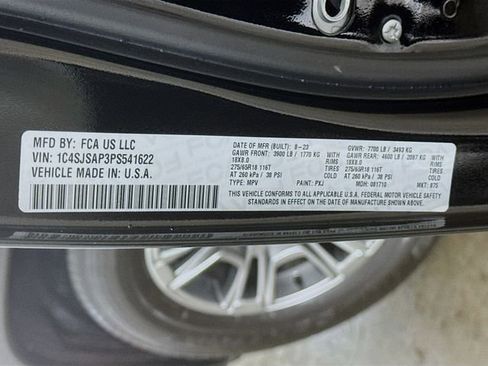 MFD BY: FCA US LLC
VIN: 1C4SJSAP3PS541622
VEHICLE MADE IN: U.S.A.
DATE OF MFR (BUILT): 8-23 GVWR: 7700 LB / 3493 KG
GAWR FRONT: 3900 LB / 1770 KG GAWR REAR: 4600 LB / 2087 KG
18X8.0 RIMS 18X8.0 RIMS
275/65R18 116T TIRES 275/65R18 116T TIRES
AT 260 kPa / 38 PSI AT 260 kPa / 38 PSI
TYPE: MPV PAINT: PXJ MDH: 081710 MKT: 875
THIS VEHICLE CONFORMS TO ALL APPLICABLE U.S.A. FEDERAL MOTOR VEHICLE SAFETY
STANDARDS IN EFFECT ON THE DATE OF MANUFACTURE SHOWN ABOVE.